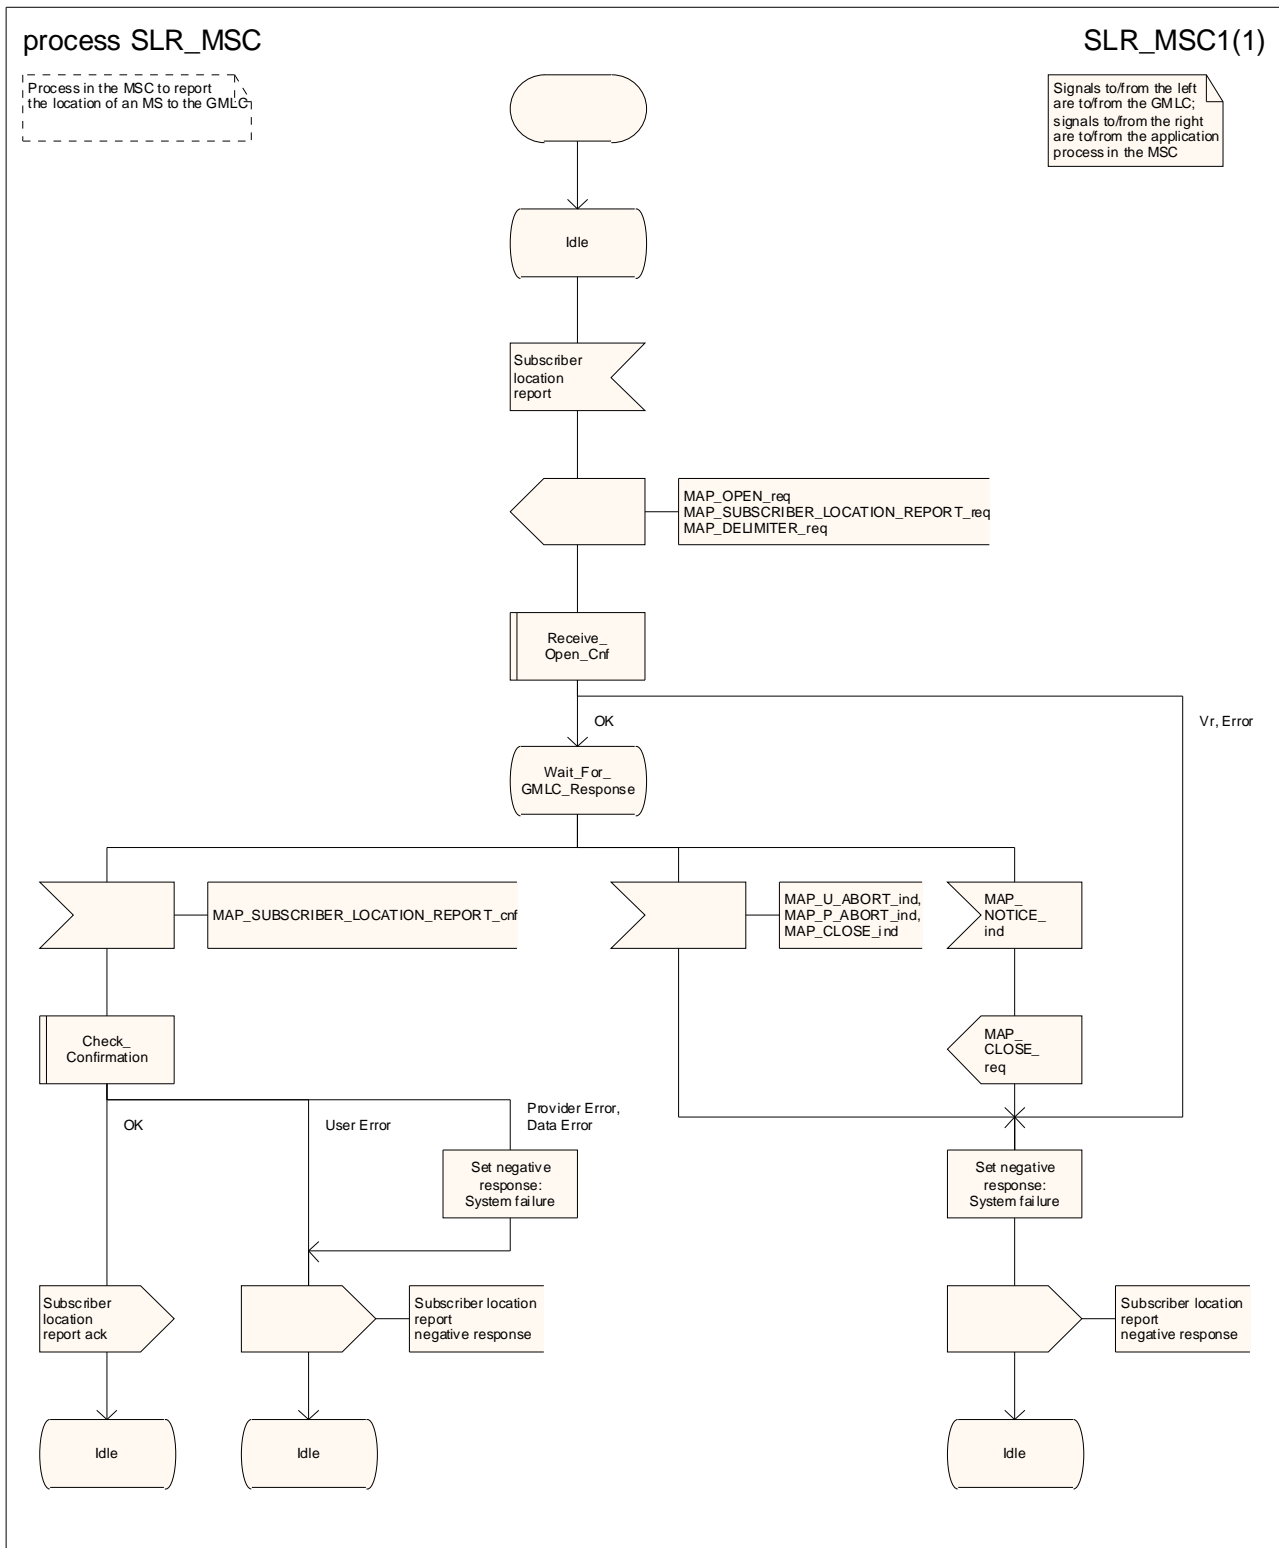 process SLR_MSC
SLR_MSC1(1)
Process in the MSC to report
the location of an MS to the GMLC
Signals to/from the left
are to/from the GMLC;
signals to/from the right
are to/from the application
process in the MSC
Idle
Subscriber
location
report
MAP_OPEN_req
MAP_SUBSCRIBER_LOCATION_REPORT_req
MAP_DELIMITER_req
Receive_
Open_Cnf
OK
Vr, Error
Wait_For_
GMLC_Response
MAP_SUBSCRIBER_LOCATION_REPORT_cnf
MAP_U_ABORT_ind,
MAP_P_ABORT_ind,
MAP_CLOSE_ind
MAP_
NOTICE_
ind
Check_
Confirmation
MAP_
CLOSE_
req
OK
User Error
Provider Error,
Data Error
Set negative
response:
System failure
Set negative
response:
System failure
Subscriber
location
report ack
Subscriber location
report
negative response
Subscriber location
report
negative response
Idle
Idle
Idle